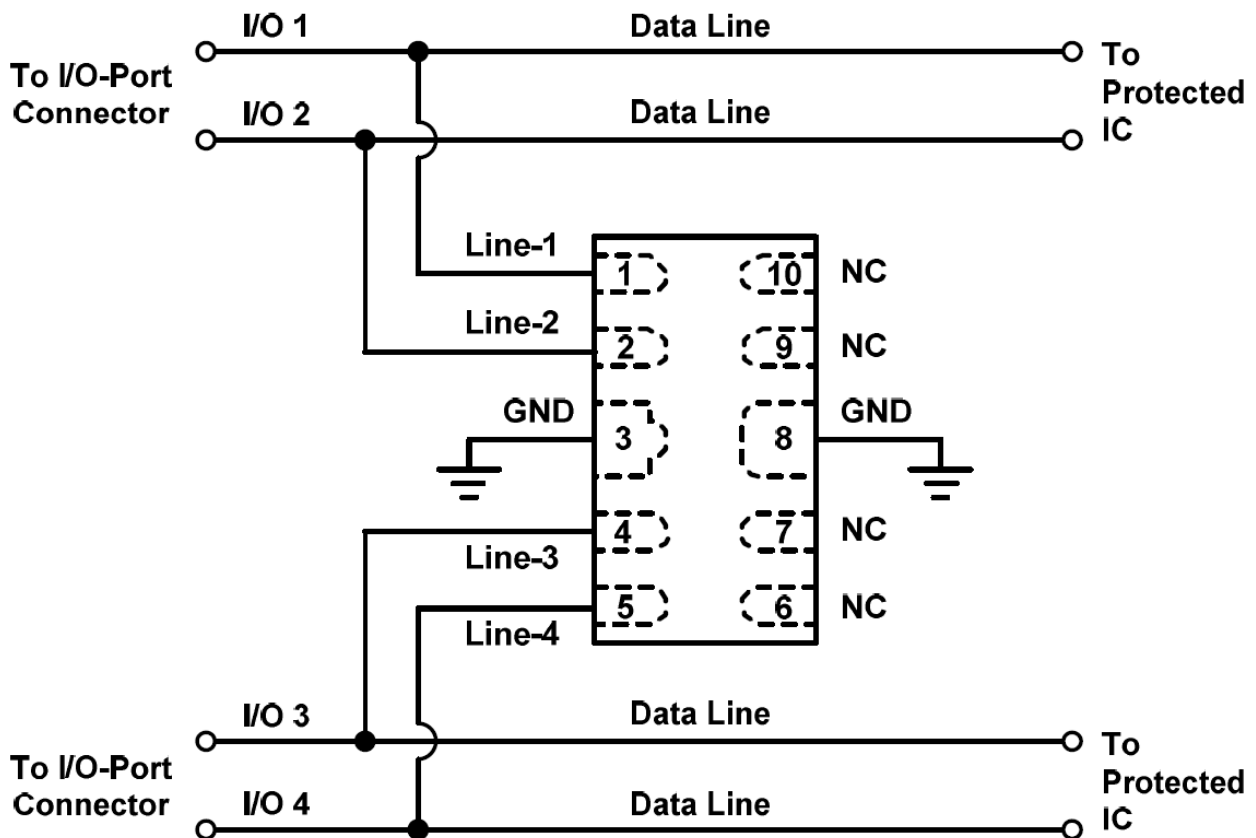 I/O 1
Data Line
To I/O-Port
Connector
To
Protected
IC
I/O 2
Data Line
Line-1
1
10
NC
Line-2
2
9
NC
GND
3
8
GND
4
7
NC
Line-3
5
6
NC
Line-4
I/O 3
Data Line
To I/O-Port
Connector
To
Protected
IC
I/O 4
Data Line